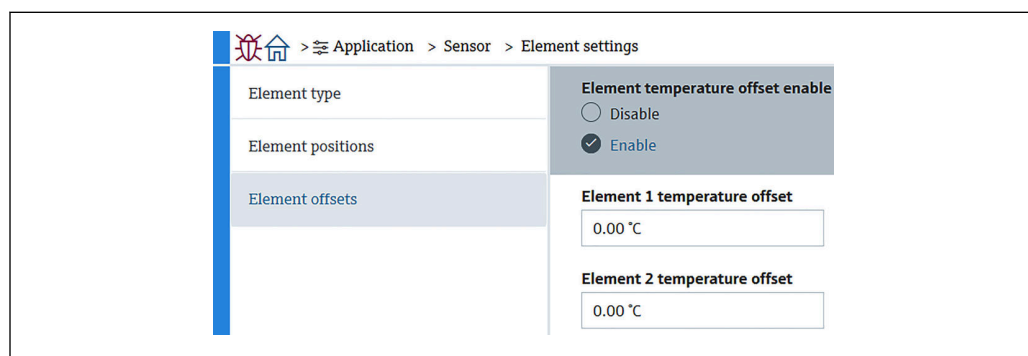 > Application > Sensor > Element settings
Element type
Element positions
Element offsets
Element temperature offset enable
Disable
Enable
Element 1 temperature offset
0.00 °C
Element 2 temperature offset
0.00 °C